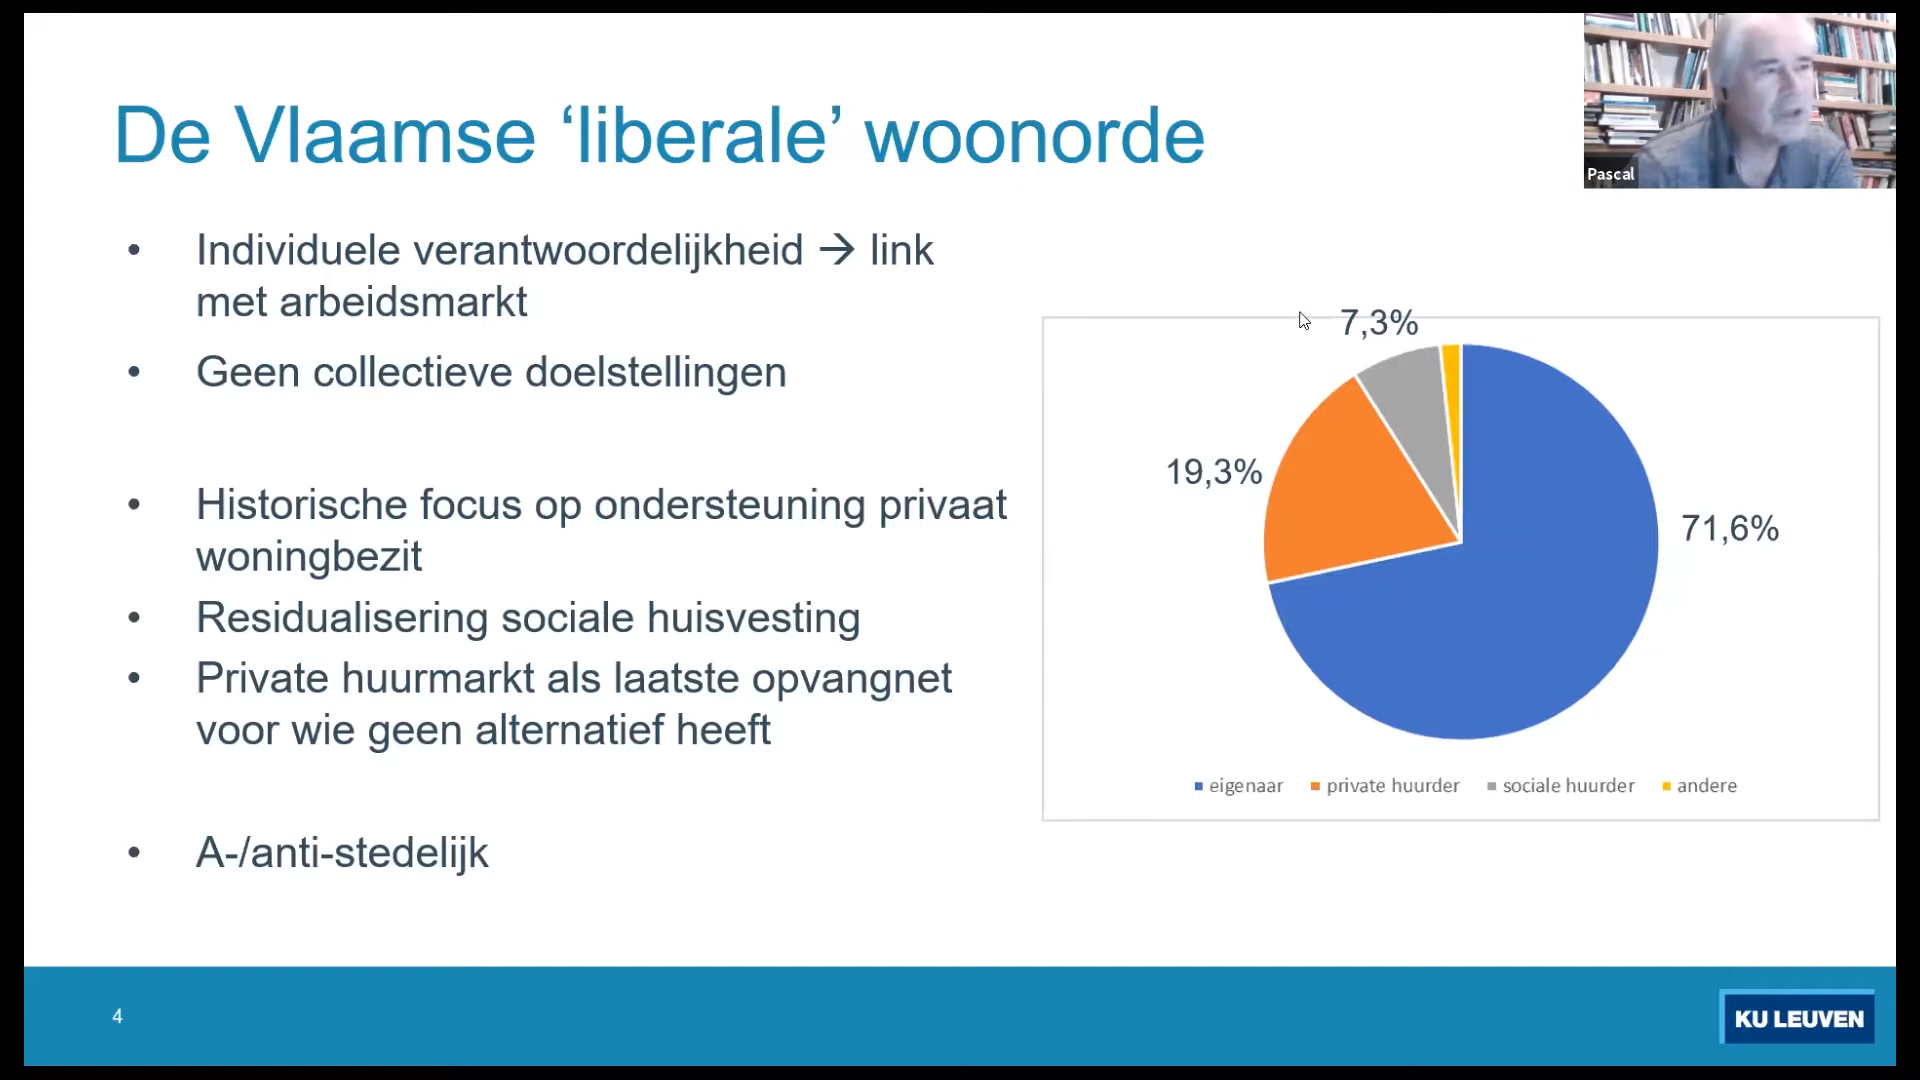 De Vlaamse ‘liberale’ woonorde
Pascal
• Individuele verantwoordelijkheid → link
met arbeidsmarkt
• Geen collectieve doelstellingen
• Historische focus op ondersteuning privaat
woningbezit
• Residualisering sociale huisvesting
• Private huurmarkt als laatste opvangnet
voor wie geen alternatief heeft
• A-/anti-stedelijk
7,3%
19,3%
71,6%
eigenaar private huurder sociale huurder andere
4
KU LEUVEN